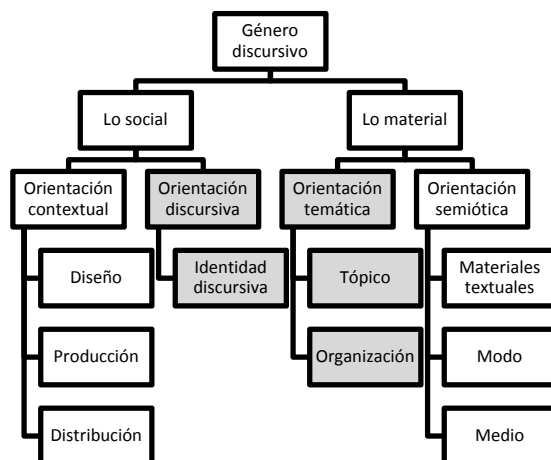 Género
discursivo
Lo social
Lo material
Orientación
contextual
Orientación
discursiva
Orientación
temática
Orientación
semiótica
Diseño
Identidad
discursiva
Tópico
Materiales
textuales
Producción
Organización
Modo
Distribución
Medio